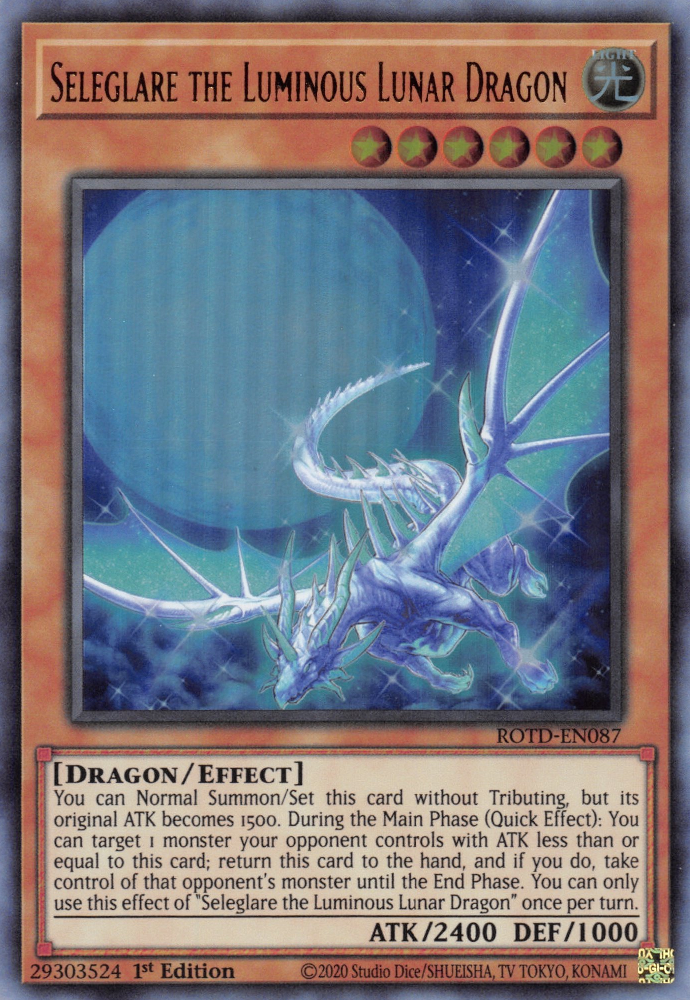 SELEGLARE THE LUMINOUS LUNAR DRAGON
LIGHT
光
ROTD-EN087
[DRAGON/EFFECT]
You can Normal Summon/Set this card without Tributing, but its
original ATK becomes 1500. During the Main Phase (Quick Effect): You
can target 1 monster your opponent controls with ATK less than or
equal to this card; return this card to the hand, and if you do, take
control of that opponent's monster until the End Phase. You can only
use this effect of "Seleglare the Luminous Lunar Dragon" once per turn.
ATK/2400 DEF/1000
29303524 1st Edition ©2020 Studio Dice/SHUEISHA, TV TOKYO, KONAMI